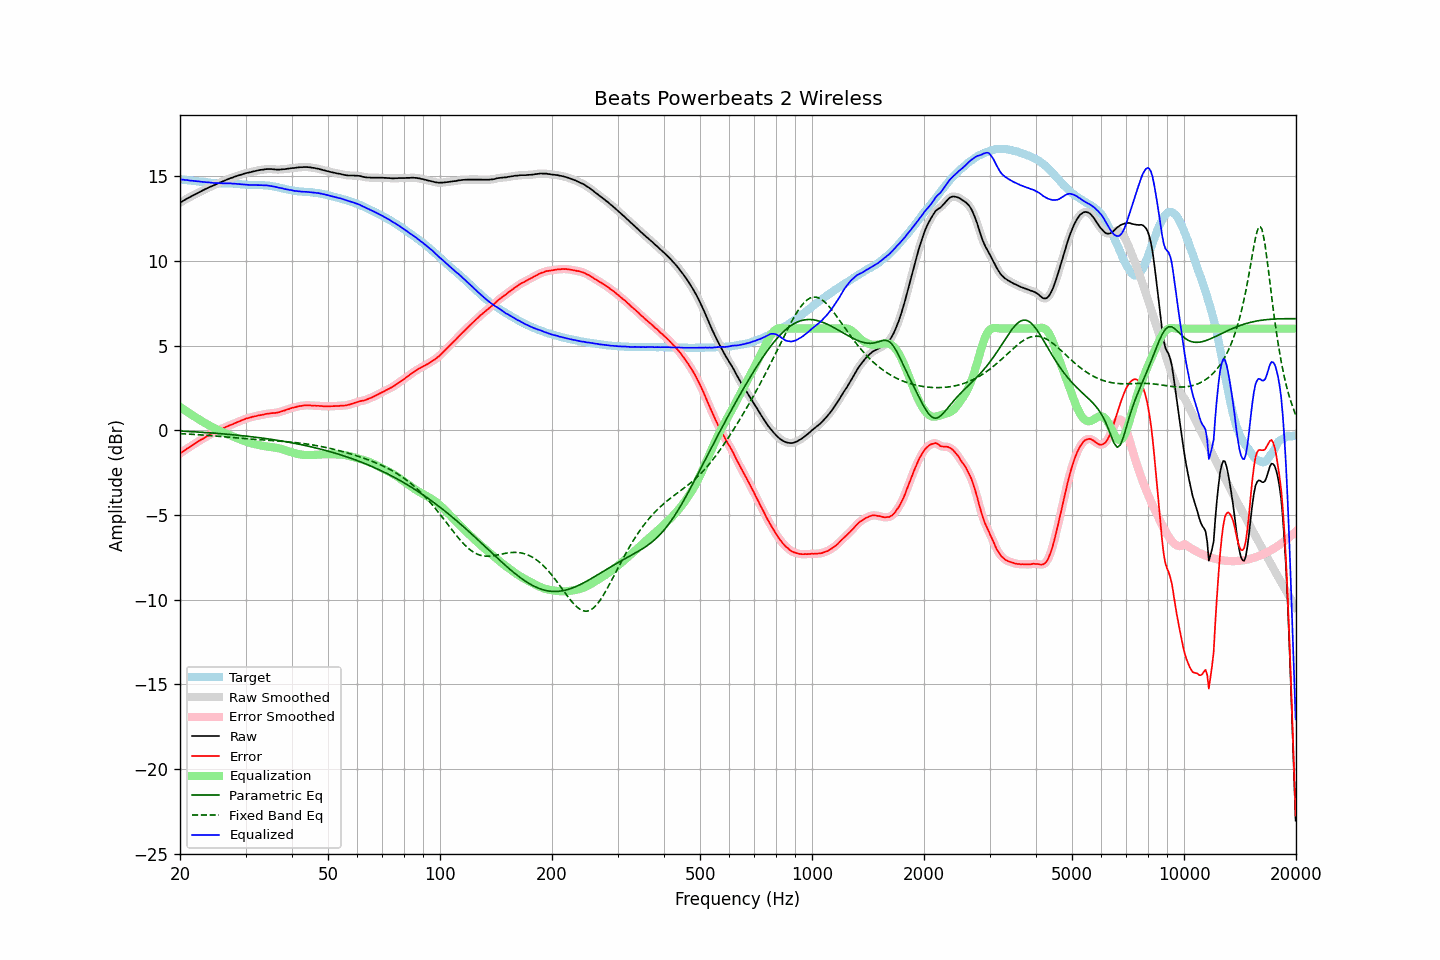 Beats Powerbeats 2 Wireless
Amplitude (dBr)
15
10
5
0
−5
−10
−15
−20
−25
Target
Raw Smoothed
Error Smoothed
Raw
Error
Equalization
Parametric Eq
Fixed Band Eq
Equalized
20 50 100 200 500 1000 2000 5000 10000 20000
Frequency (Hz)